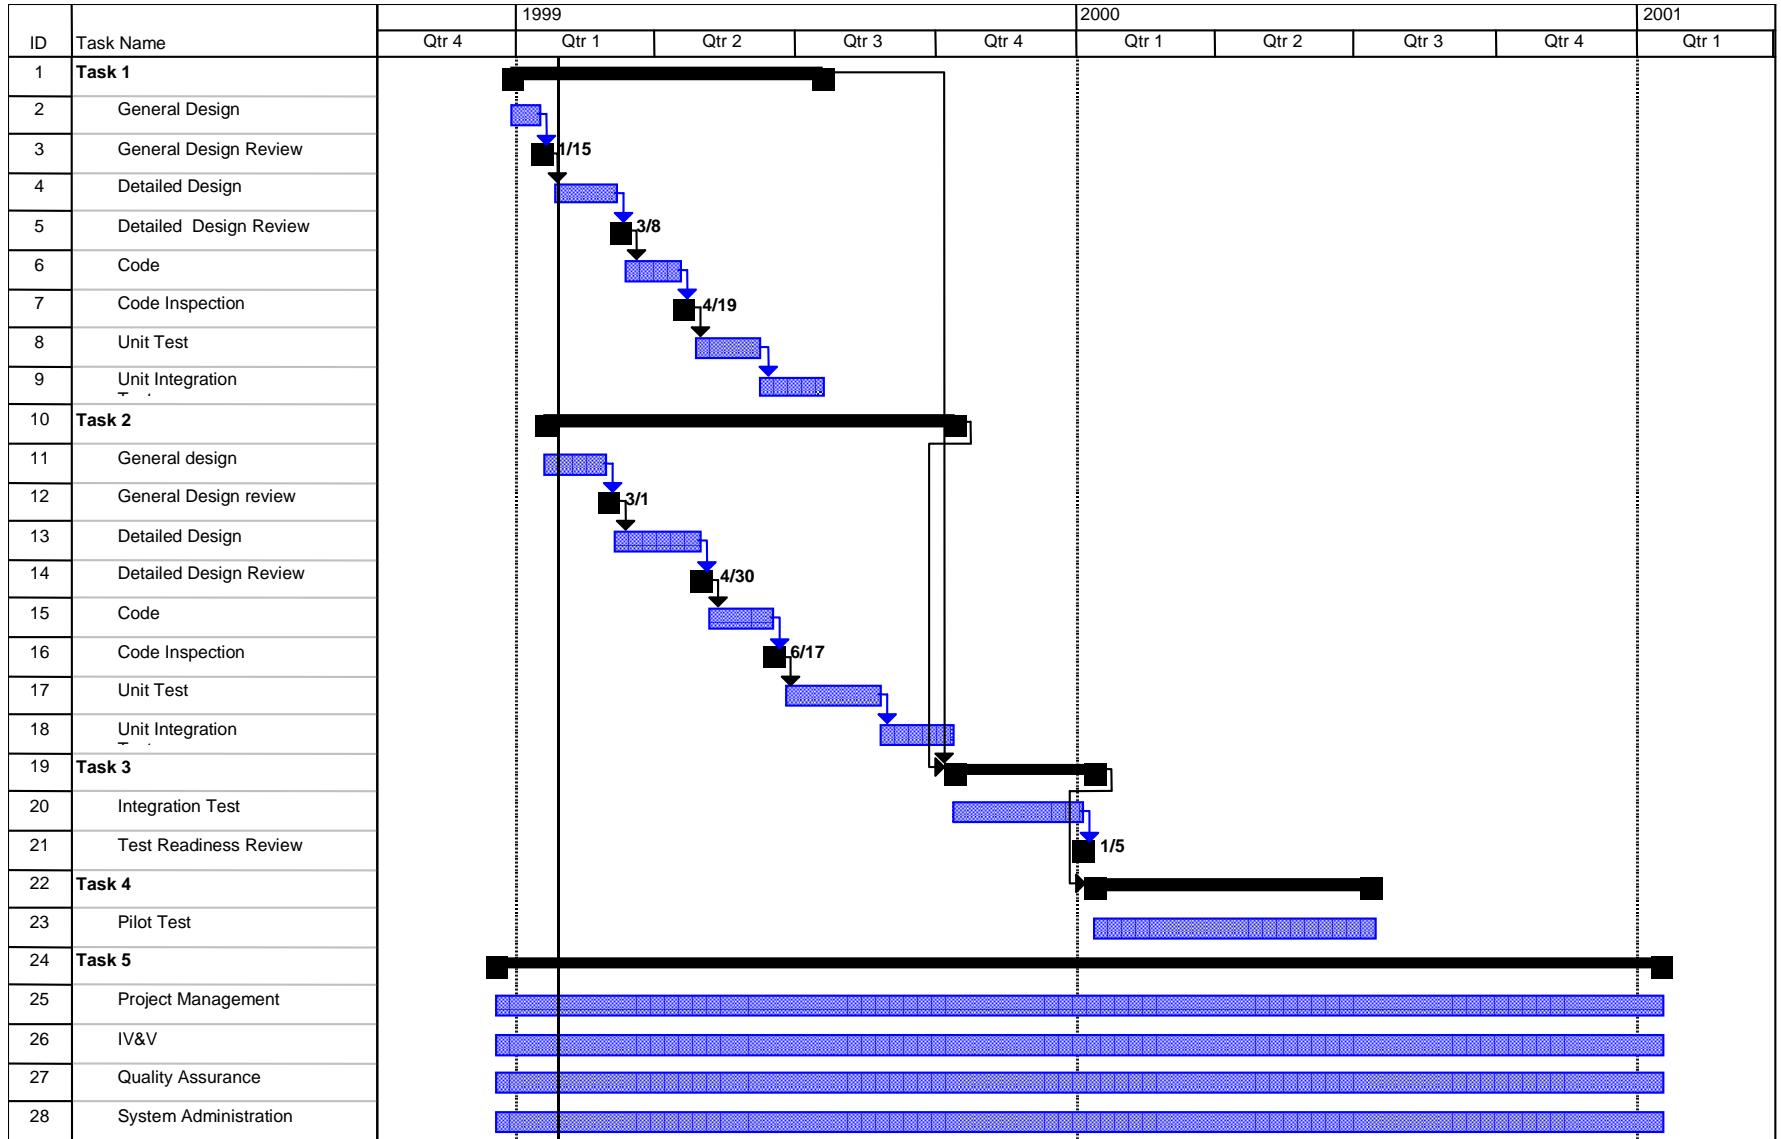 1999 2000 2001
ID Task Name Qtr 4 Qtr 1 Qtr 2 Qtr 3 Qtr 4 Qtr 1 Qtr 2 Qtr 3 Qtr 4 Qtr 1
1 Task 1
2 General Design
3 General Design Review 1/15
4 Detailed Design
5 Detailed Design Review 3/8
6 Code
7 Code Inspection 4/19
8 Unit Test
9 Unit Integration
10 Task 2
11 General design
12 General Design review 3/1
13 Detailed Design
14 Detailed Design Review 4/30
15 Code
16 Code Inspection 6/17
17 Unit Test
18 Unit Integration
19 Task 3
20 Integration Test
21 Test Readiness Review 1/5
22 Task 4
23 Pilot Test
24 Task 5
25 Project Management
26 IV&V
27 Quality Assurance
28 System Administration